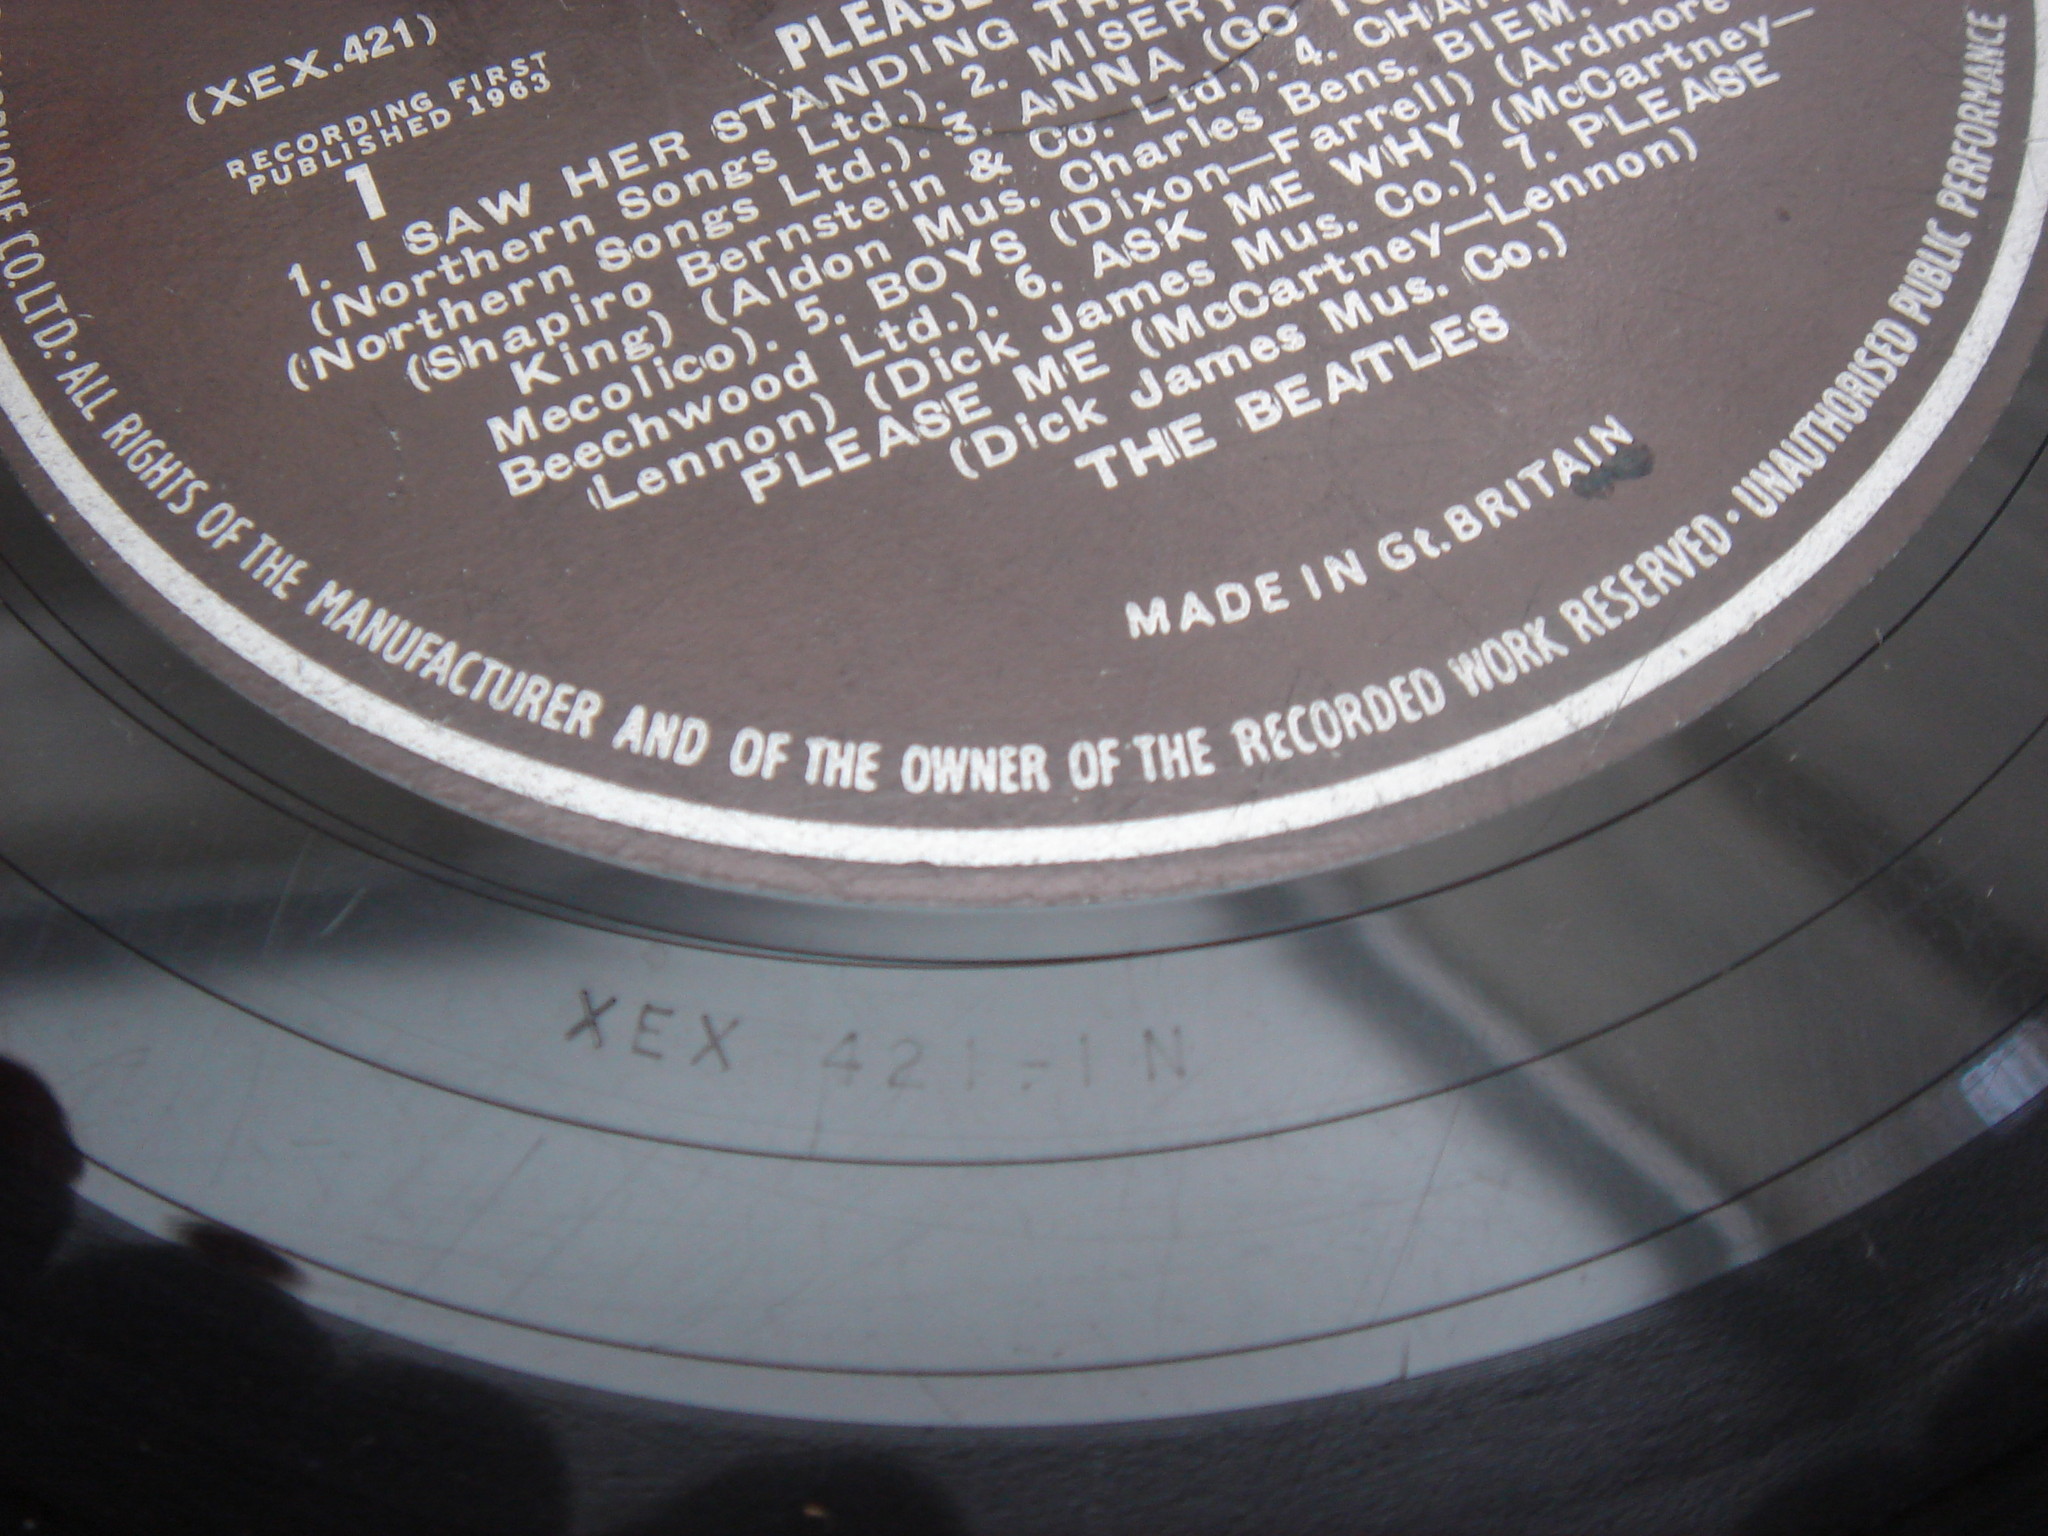 (XEX.421)
RECORDING FIRST
PUBLISHED 1963
1
1. I SAW HER STANDING
(Northern Songs Ltd.). 2. MISERY
(Northern Songs Ltd.). 3. ANNA (GO
(Shapiro Bernstein & Co. Ltd.). 4.
King) (Aldon Mus. Charles Bens. BIEM.
Mecolico). 5. BOYS (Dixon—Farrell) (Ardmore
Beechwood Ltd.). 6. ASK ME WHY (McCartney—
Lennon) (Dick James Mus. Co.). 7. PLEASE
PLEASE ME (McCartney—Lennon)
(Dick James Mus. Co.)
THE BEATLES
MADE IN Gt. BRITAIN
CO. LTD. • ALL RIGHTS OF THE MANUFACTURER AND OF THE OWNER OF THE RECORDED WORK RESERVED • UNAUTHORISED PUBLIC PERFORMANCE
XEX 421-1N